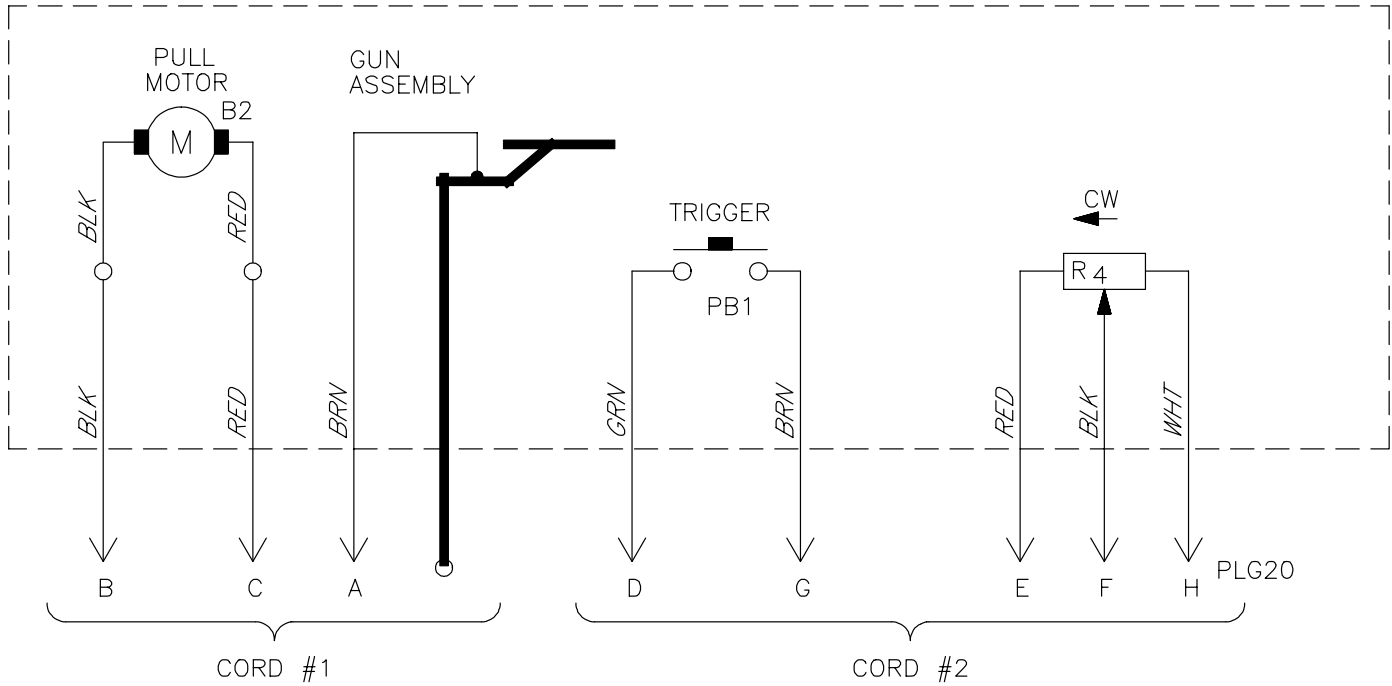 PULL
MOTOR
B2
M
GUN
ASSEMBLY
BLK
RED
TRIGGER
PB1
CW
R 4
BLK
RED
BRN
GRN
BRN
RED
BLK
WHT
B
C
A
D
G
E
F
H
PLG20
CORD #1
CORD #2